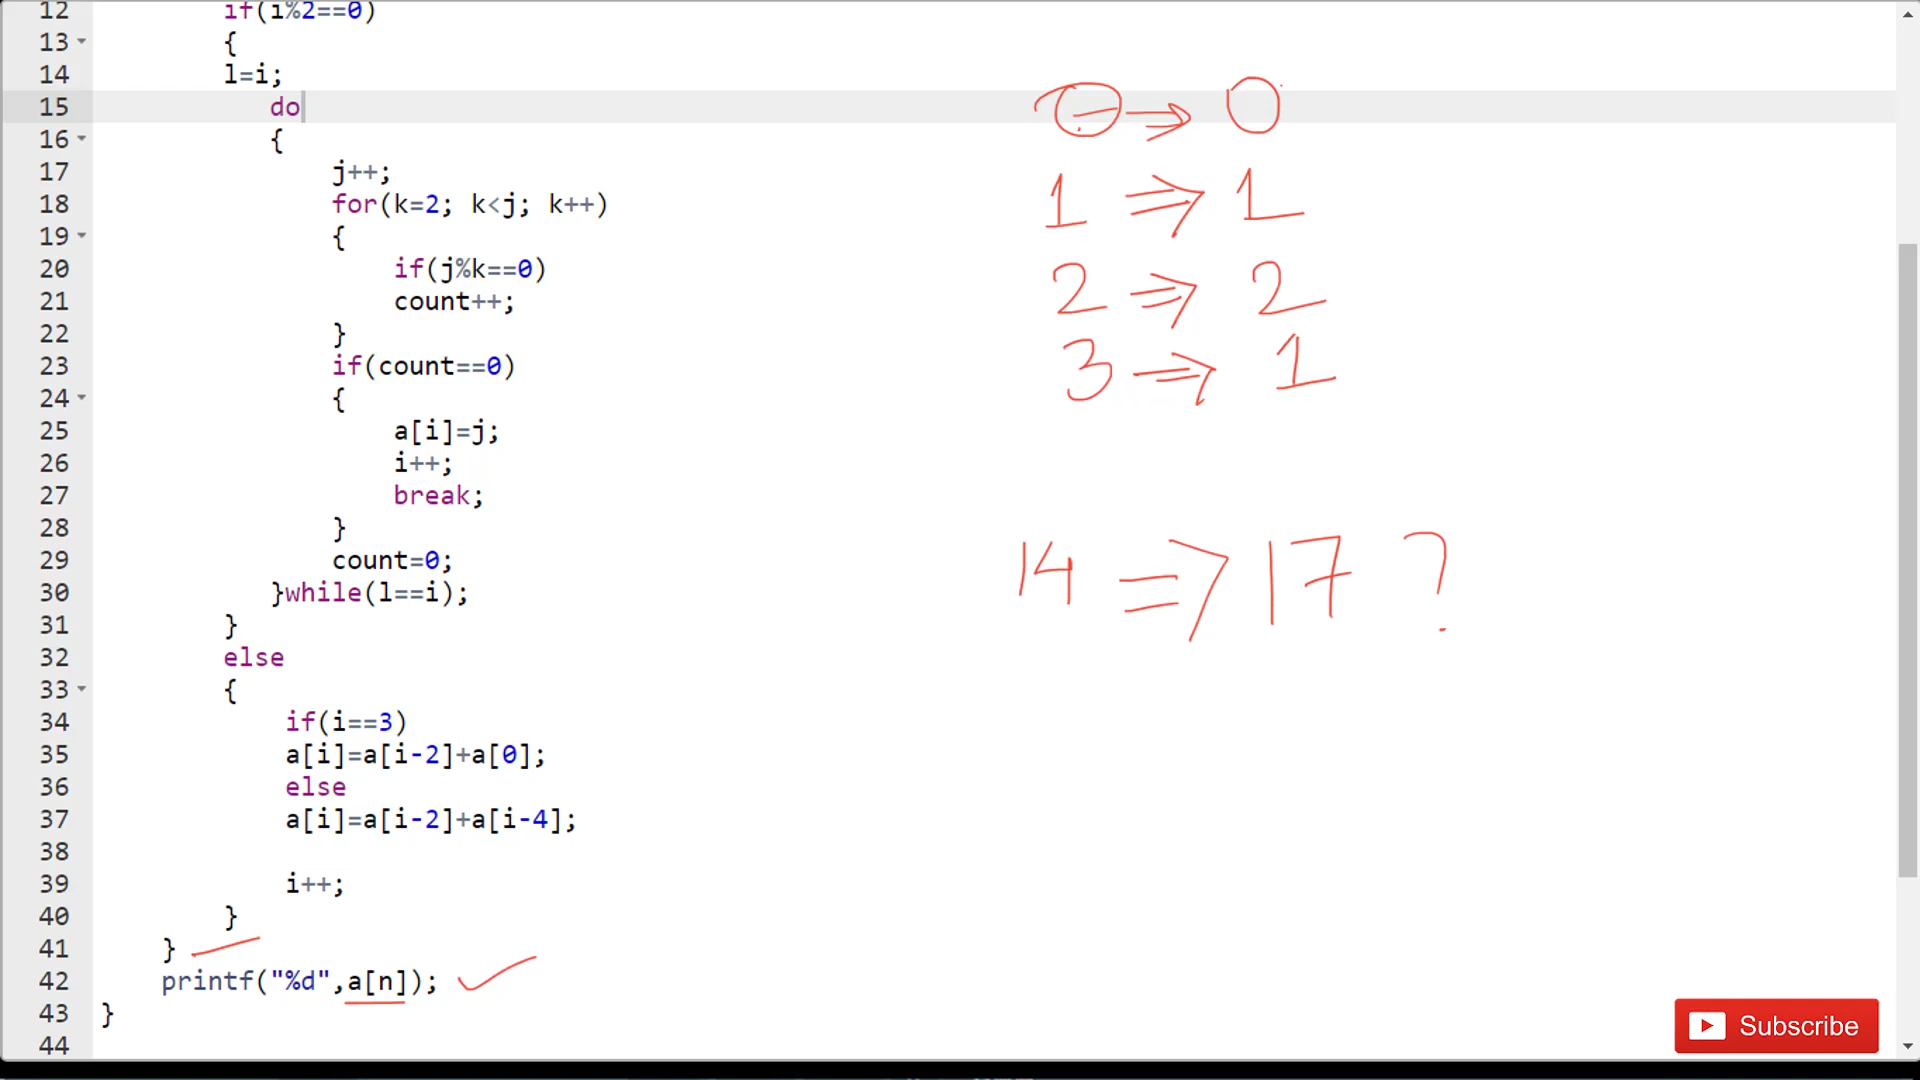 12 if(i%2==0)
13 {
14 l=i;
15 do
16 {
17 j++;
18 for(k=2; k<j; k++)
19 {
20 if(j%k==0)
21 count++;
22 }
23 if(count==0)
24 {
25 a[i]=j;
26 i++;
27 break;
28 }
29 count=0;
30 }while(l==i);
31 }
32 else
33 {
34 if(i==3)
35 a[i]=a[i-2]+a[0];
36 else
37 a[i]=a[i-2]+a[i-4];
38
39 i++;
40 }
41 }
42 printf("%d",a[n]);
43 }
44
0
1 ⇒ 1
2 ⇒ 2
3 ⇒ 1
14 ⇒ 17 ?
Subscribe